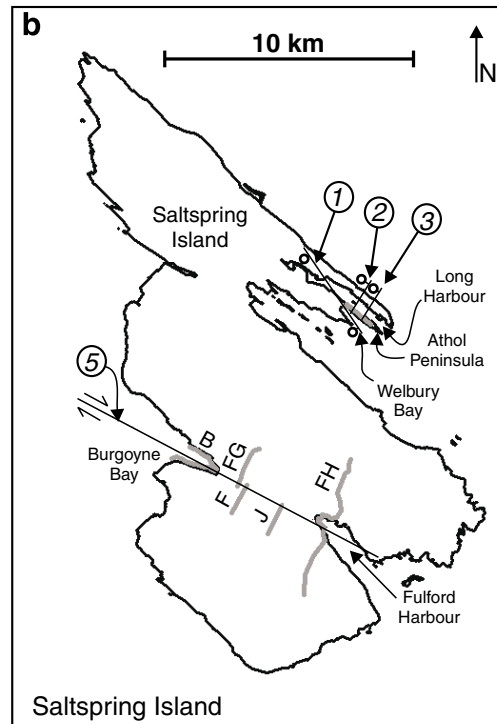 b
10 km
N
1
2
3
Saltspring
Island
Long
Harbour
Athol
Peninsula
Welbury
Bay
5
B
FG
Burgoyne
Bay
F
J
FH
Fulford
Harbour
Saltspring Island